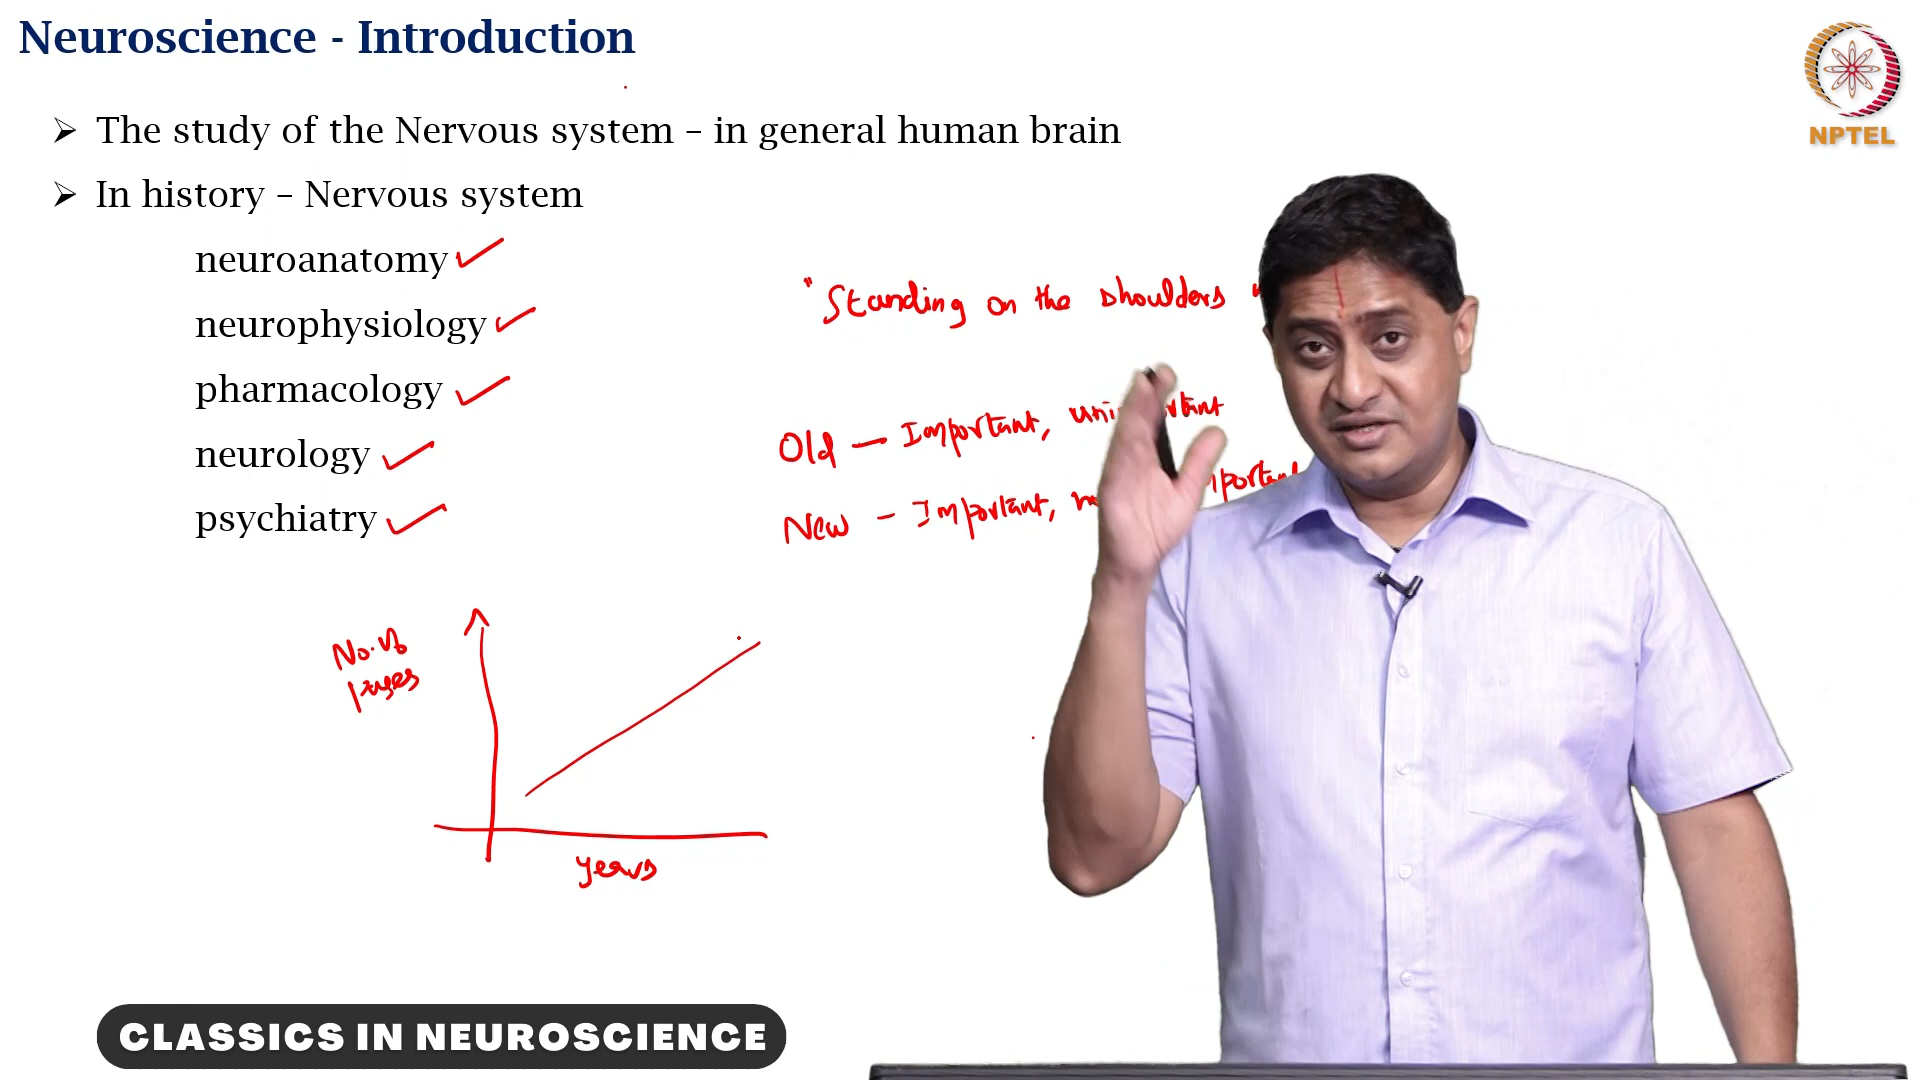 Neuroscience - Introduction
NPTEL
➢ The study of the Nervous system – in general human brain
➢ In history – Nervous system
neuroanatomy
neurophysiology
pharmacology
neurology
psychiatry
"Standing on the shoulders
Old — Important,
New – Important,
No. of
pages
years
CLASSICS IN NEUROSCIENCE